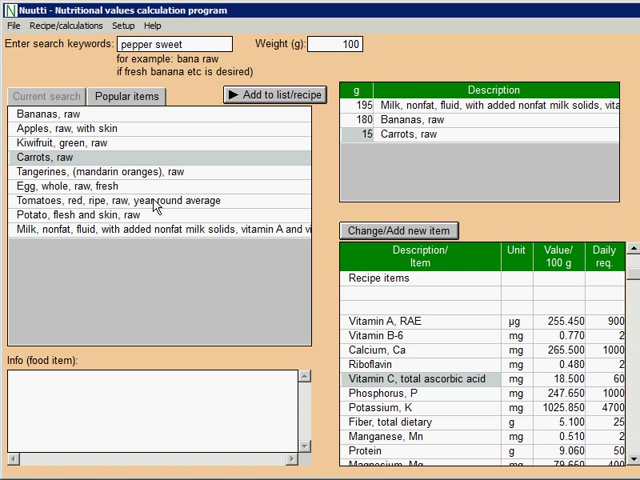 Nuutti - Nutritional values calculation program
File Recipe/calculations Setup Help
Enter search keywords: pepper sweet Weight (g): 100
for example: bana raw
if fresh banana etc is desired)
Current search Popular items ▶ Add to list/recipe
Bananas, raw
Apples, raw, with skin
Kiwifruit, green, raw
Carrots, raw
Tangerines, (mandarin oranges), raw
Egg, whole, raw, fresh
Tomatoes, red, ripe, raw, year round average
Potato, flesh and skin, raw
Milk, nonfat, fluid, with added nonfat milk solids, vitamin A and vi
Info (food item):
g Description
195 Milk, nonfat, fluid, with added nonfat milk solids, vita
180 Bananas, raw
15 Carrots, raw
Change/Add new item
Description/ Unit Value/ Daily
Item 100 g req.
Recipe items
Vitamin A, RAE µg 255.450 900
Vitamin B-6 mg 0.770 2
Calcium, Ca mg 265.500 1000
Riboflavin mg 0.480 2
Vitamin C, total ascorbic acid mg 18.500 60
Phosphorus, P mg 247.650 1000
Potassium, K mg 1025.850 4700
Fiber, total dietary g 5.100 25
Manganese, Mn mg 0.510 2
Protein g 9.060 50
Magnesium, Mg mg 79.650 400